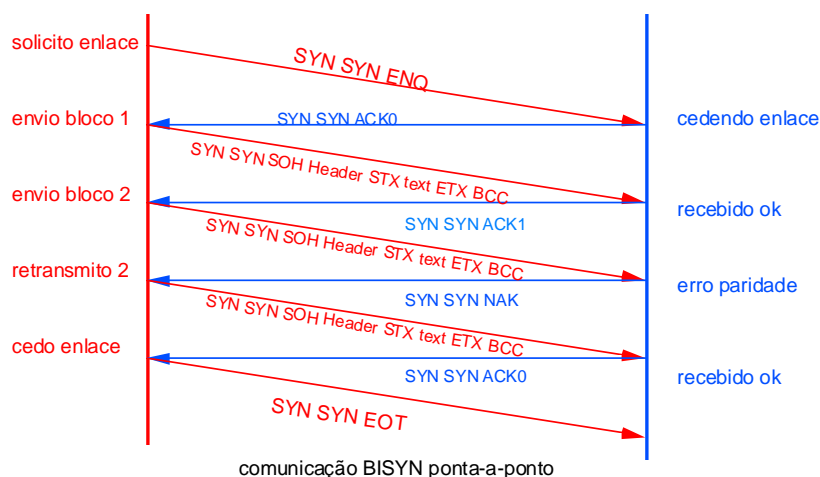 solicito enlace
SYN SYN ENQ
envio bloco 1
SYN SYN ACK0
cedendo enlace
SYN SYN SOH Header STX text ETX BCC
envio bloco 2
recebido ok
SYN SYN ACK1
SYN SYN SOH Header STX text ETX BCC
retransmito 2
erro paridade
SYN SYN NAK
SYN SYN SOH Header STX text ETX BCC
cedo enlace
SYN SYN ACK0
recebido ok
SYN SYN EOT
comunicação BISYN ponta-a-ponto